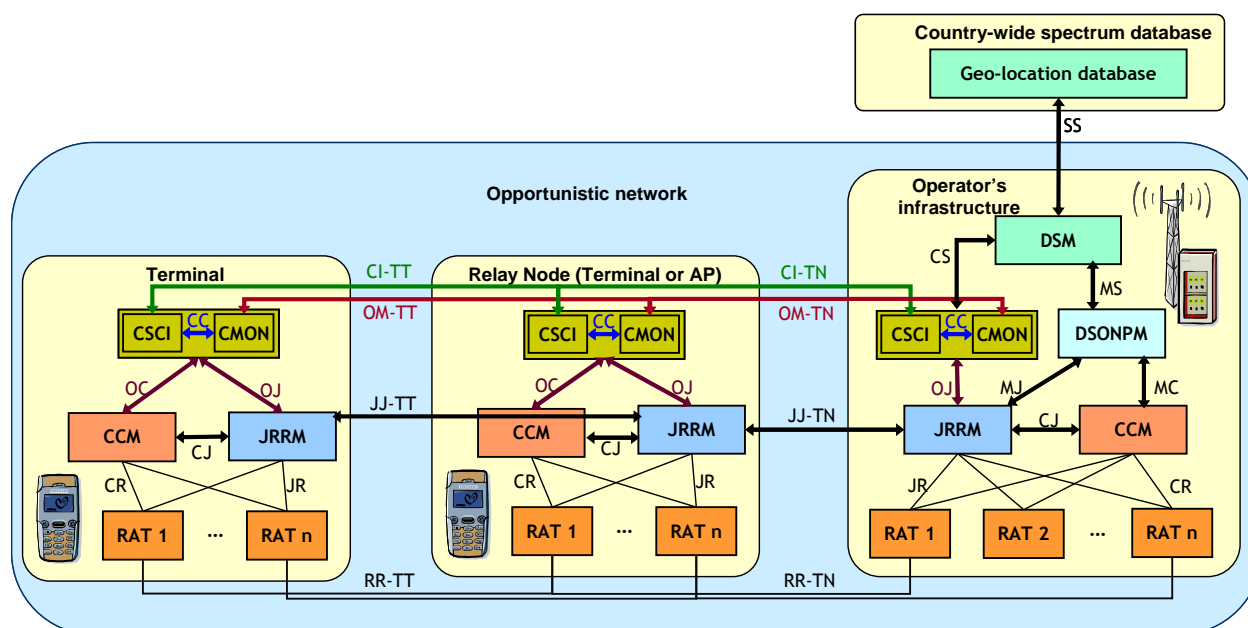 Country-wide spectrum database
Geo-location database
SS
Opportunistic network
Operator's
infrastructure
DSM
CS
MS
Terminal
CI-TT
Relay Node (Terminal or AP)
CI-TN
OM-TT
OM-TN
CSCI
CC
CMON
CSCI
CC
CMON
CSCI
CC
CMON
DSONPM
OC
OJ
OC
OJ
OJ
MJ
MC
JJ-TT
JJ-TN
CCM
CJ
JRRM
CCM
CJ
JRRM
JRRM
CJ
CCM
CR
JR
CR
JR
JR
CR
RAT 1
...
RAT n
RAT 1
...
RAT n
RAT 1
RAT 2
...
RAT n
RR-TT
RR-TN